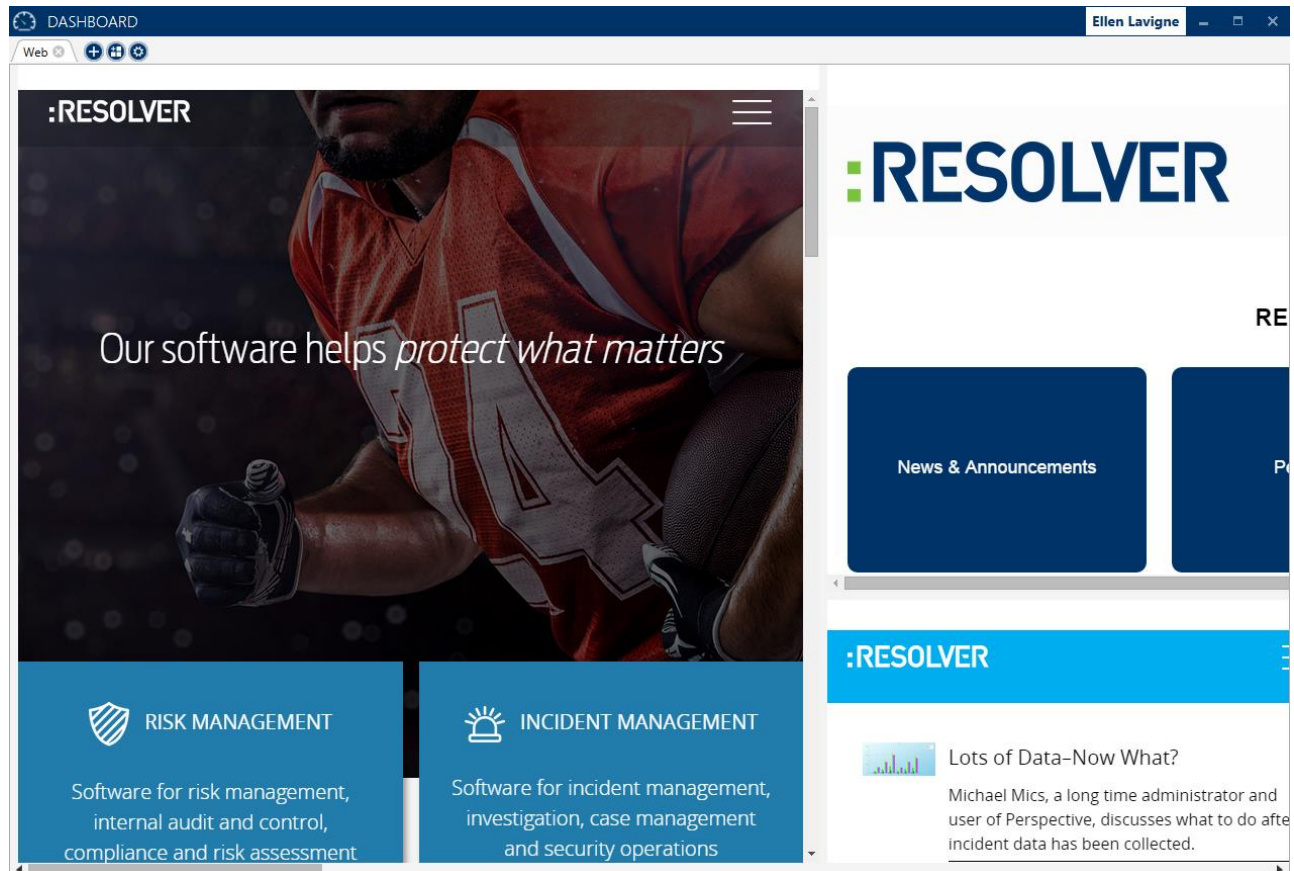 DASHBOARD
Ellen Lavigne
Web
:RESOLVER
Our software helps protect what matters
74
RISK MANAGEMENT
Software for risk management,
internal audit and control,
compliance and risk assessment
INCIDENT MANAGEMENT
Software for incident management,
investigation, case management
and security operations
:RESOLVER
RE
News & Announcements
Pe
:RESOLVER
Lots of Data–Now What?
Michael Mics, a long time administrator and
user of Perspective, discusses what to do afte
incident data has been collected.